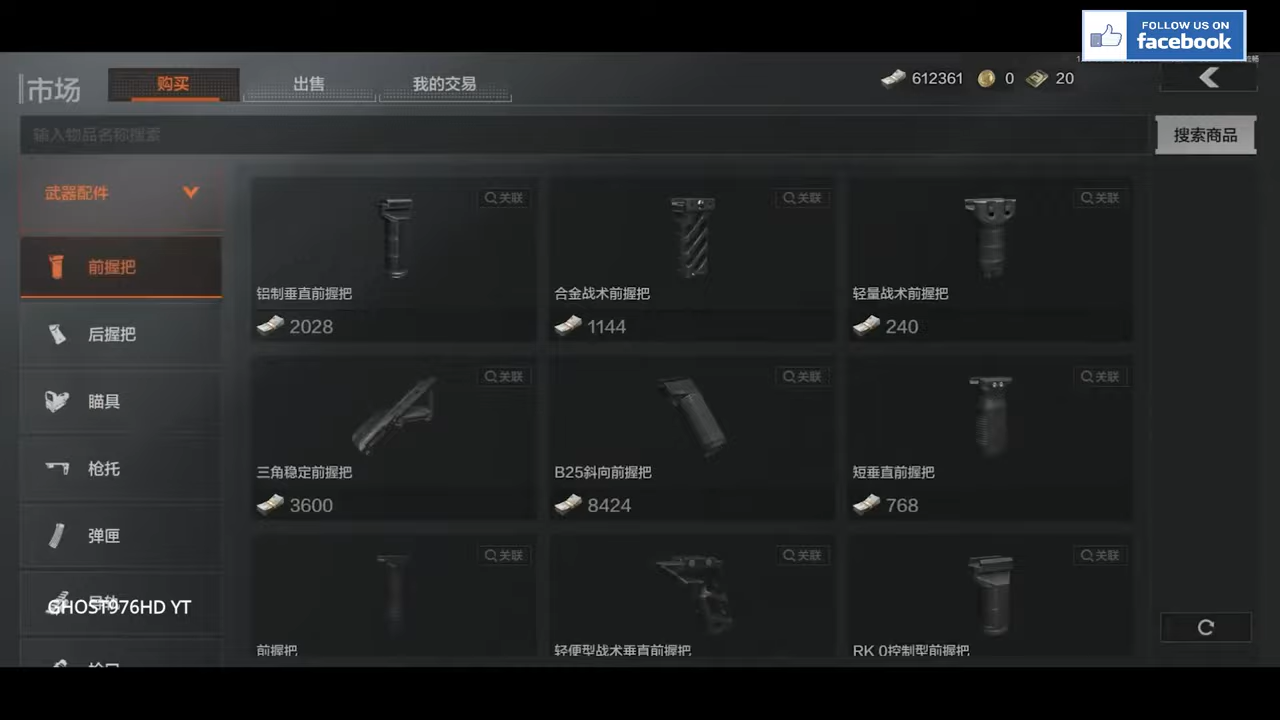 FOLLOW US ON
facebook
市场
购买
出售
我的交易
612361
0
20
输入物品名称搜索
搜索商品
武器配件
前握把
后握把
瞄具
枪托
弹匣
GHOST976HD YT
关联
铝制垂直前握把
2028
关联
合金战术前握把
1144
关联
轻量战术前握把
240
关联
三角稳定前握把
3600
关联
B25斜向前握把
8424
关联
短垂直前握把
768
关联
前握把
关联
轻便型战术垂直前握把
关联
RK 0控制型前握把